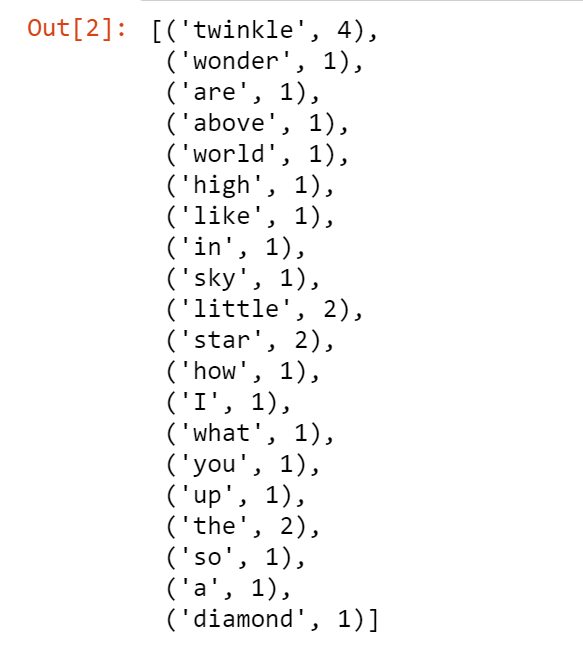 Out[2]: [('twinkle', 4),
('wonder', 1),
('are', 1),
('above', 1),
('world', 1),
('high', 1),
('like', 1),
('in', 1),
('sky', 1),
('little', 2),
('star', 2),
('how', 1),
('I', 1),
('what', 1),
('you', 1),
('up', 1),
('the', 2),
('so', 1),
('a', 1),
('diamond', 1)]